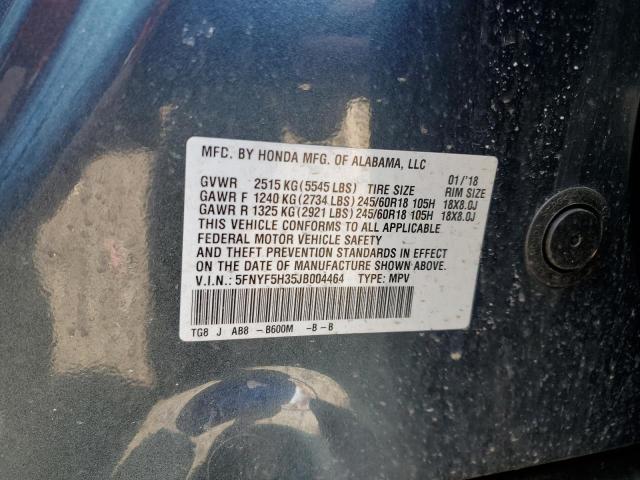 MFC. BY HONDA MFG. OF ALABAMA, LLC
GVWR 2515 KG (5545 LBS) TIRE SIZE 01/'18 RIM SIZE
GAWR F 1240 KG (2734 LBS) 245/60R18 105H 18X8.0J
GAWR R 1325 KG (2921 LBS) 245/60R18 105H 18X8.0J
THIS VEHICLE CONFORMS TO ALL APPLICABLE
FEDERAL MOTOR VEHICLE SAFETY
AND THEFT PREVENTION STANDARDS IN EFFECT
ON THE DATE OF MANUFACTURE SHOWN ABOVE.
V.I.N.: 5FNYF5H35JB004464 TYPE: MPV
TG8 J AB8 -B600M -B -B